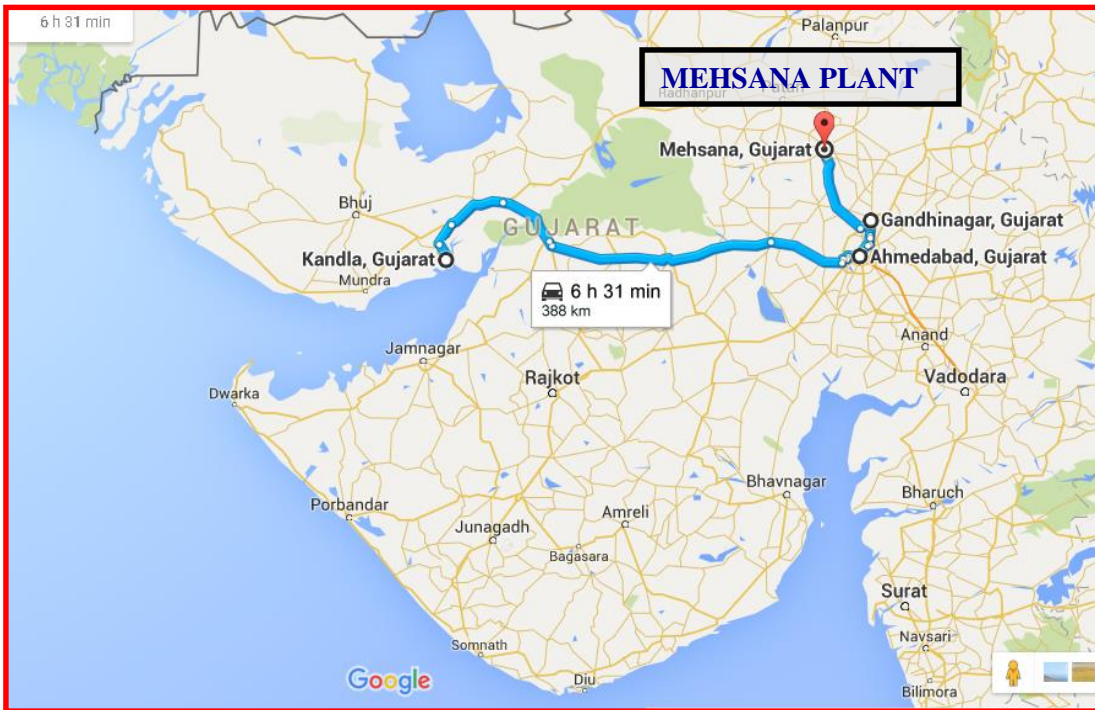 6 h 31 min
Palanpur
MEHSANA PLANT
Radhanpur
Mehsana, Gujarat
Bhuj
GUJARAT
Gandhinagar, Gujarat
Kandla, Gujarat
Ahmedabad, Gujarat
Mundra
6 h 31 min
388 km
Anand
Jamnagar
Rajkot
Vadodara
Dwarka
Bhavnagar
Bharuch
Porbandar
Amreli
Junagadh
Bagasara
Surat
Navsari
Somnath
Google
Diu
Bilimora